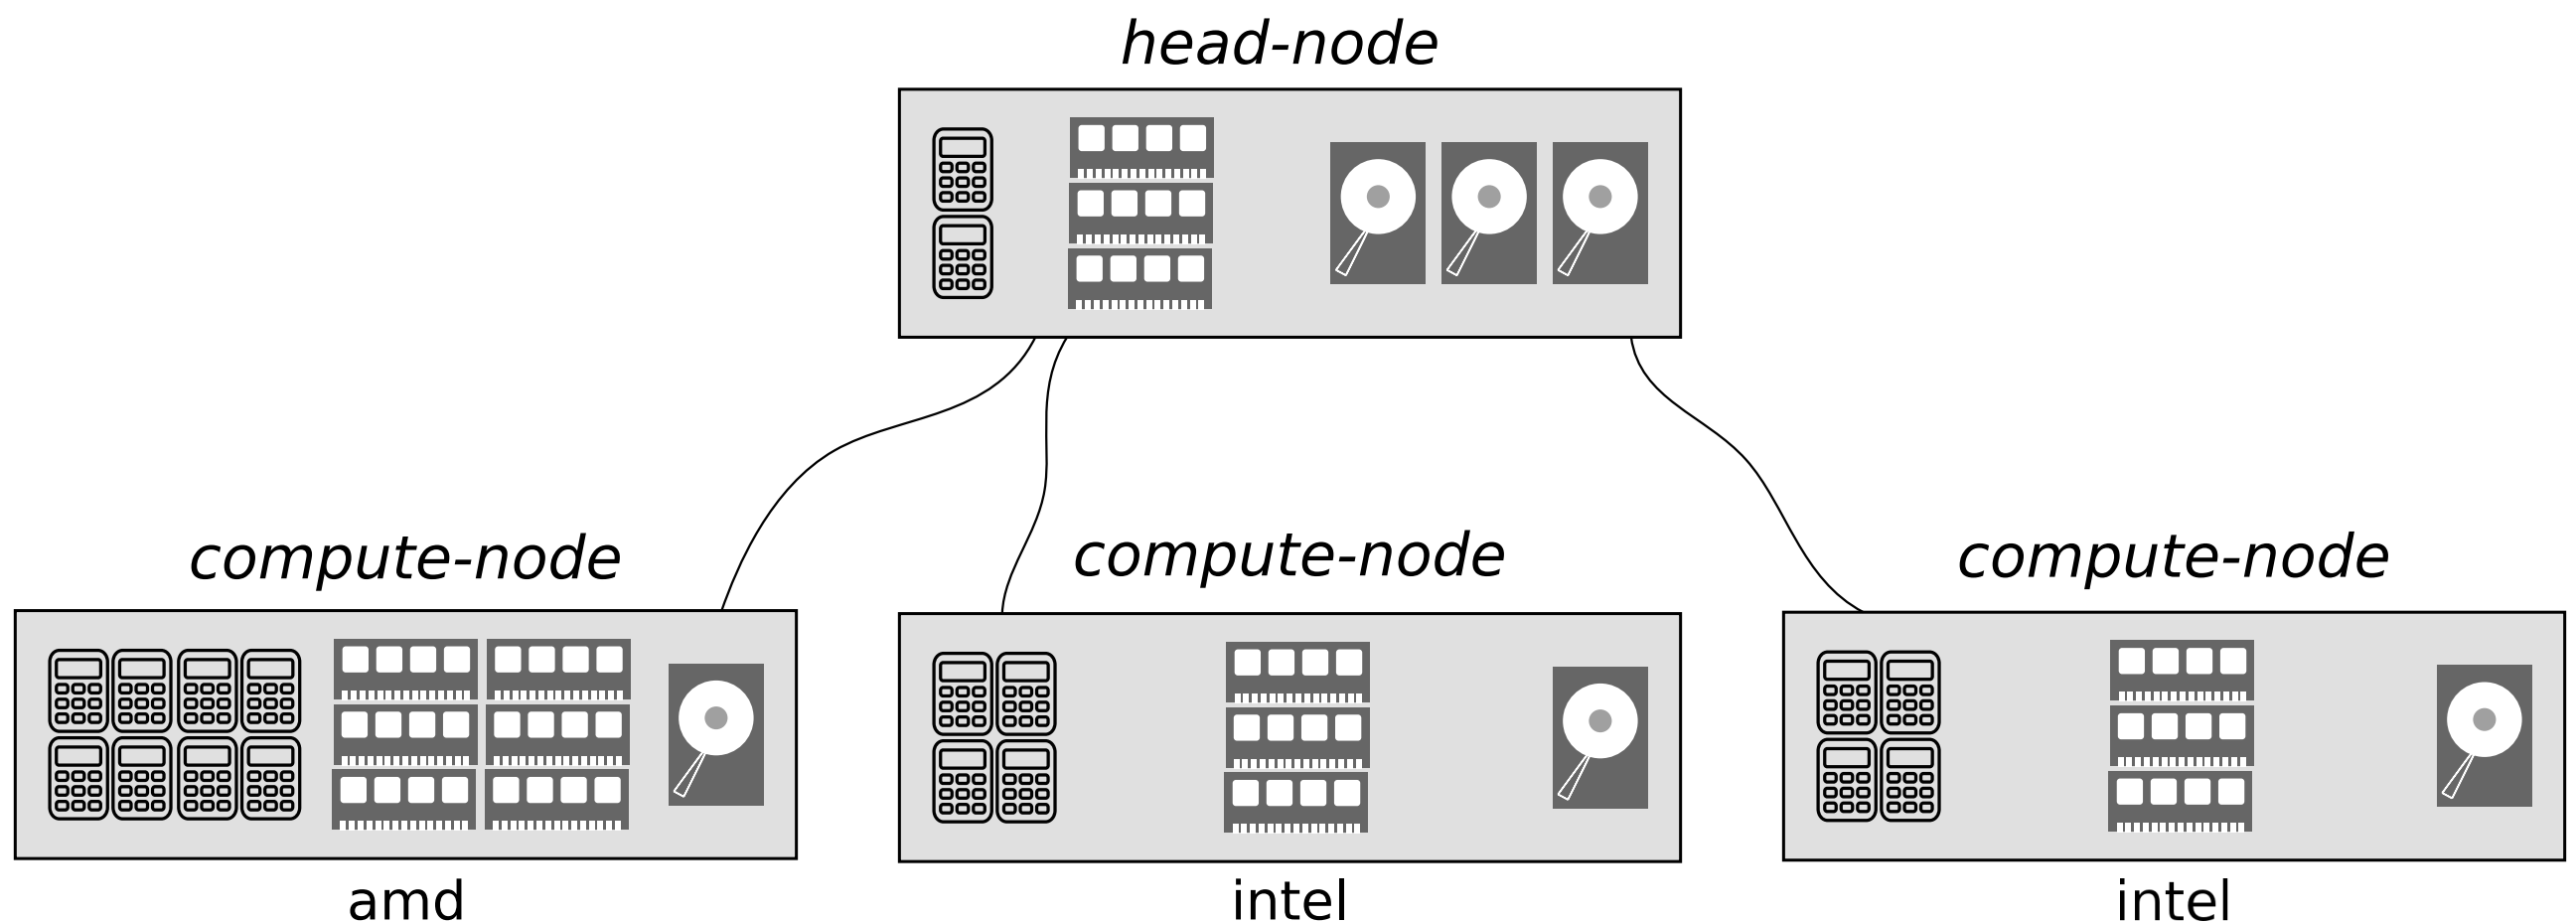 head-node
compute-node
compute-node
compute-node
amd
intel
intel